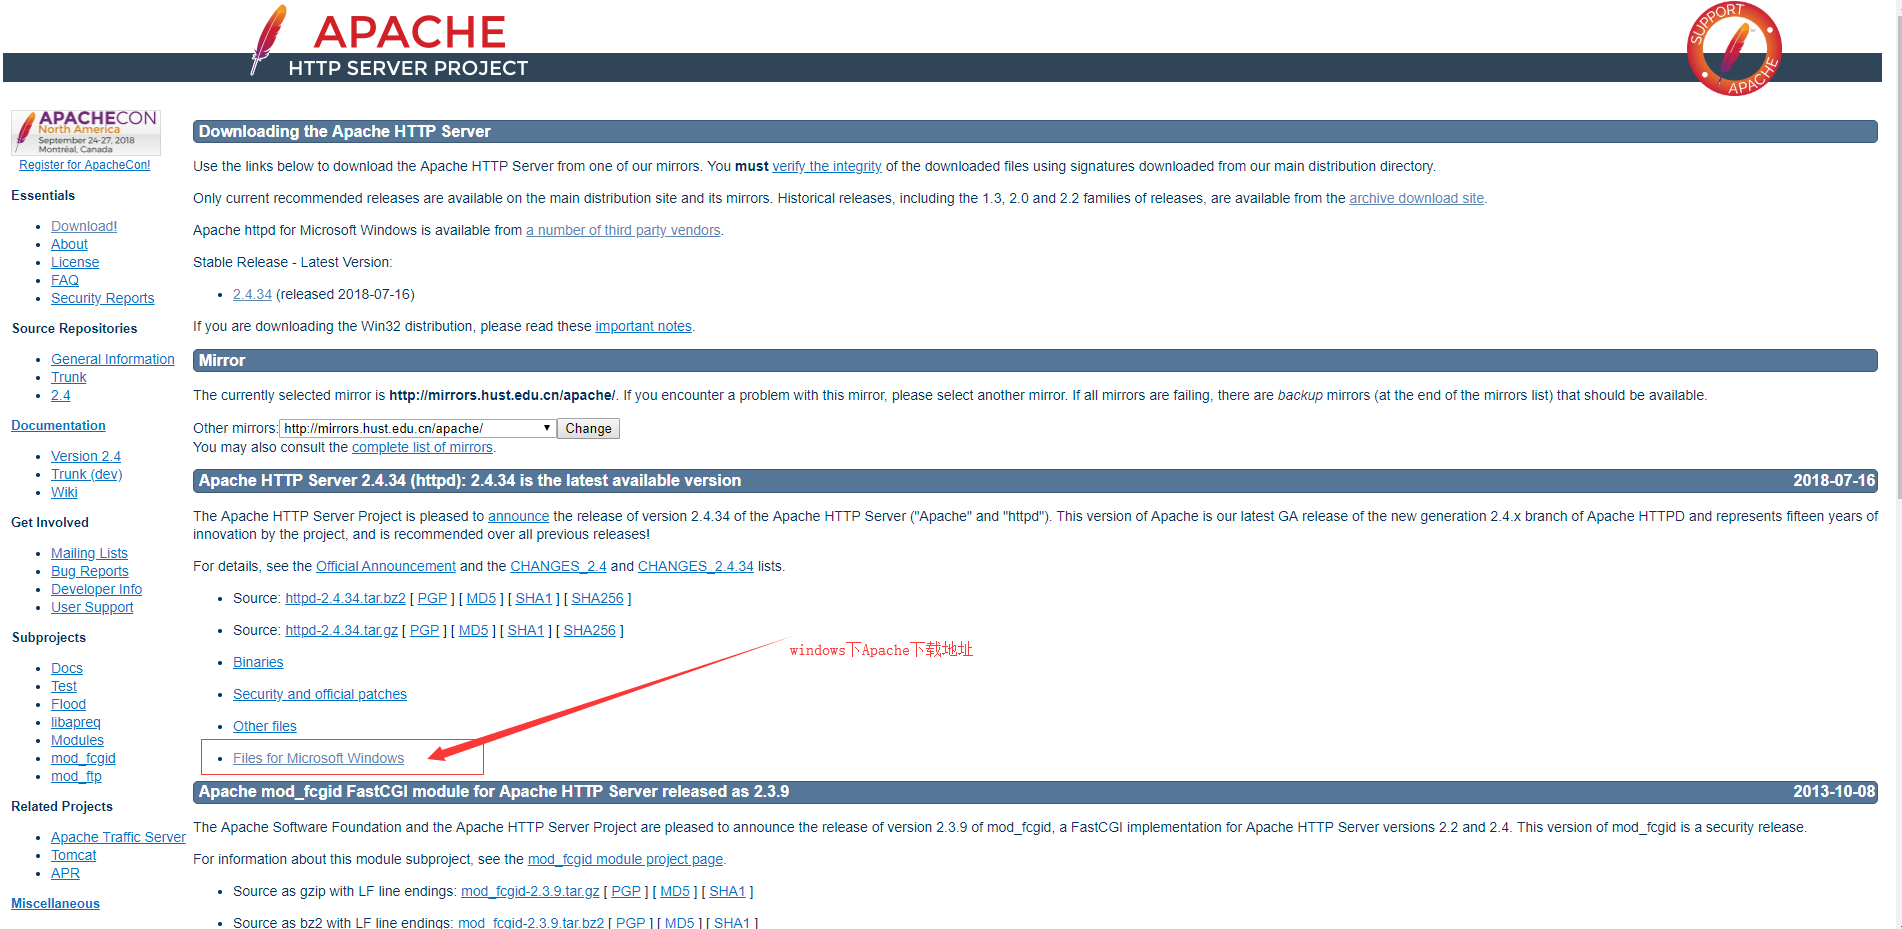 APACHE
HTTP SERVER PROJECT
SUPPORT
APACHE
APACHECON
North America
September 24-27, 2018
Montréal, Canada
Register for ApacheCon!
Essentials
Download!
About
License
FAQ
Security Reports
Source Repositories
General Information
Trunk
2.4
Documentation
Version 2.4
Trunk (dev)
Wiki
Get Involved
Mailing Lists
Bug Reports
Developer Info
User Support
Subprojects
Docs
Test
Flood
libapreq
Modules
mod_fcgid
mod_ftp
Related Projects
Apache Traffic Server
Tomcat
APR
Miscellaneous
Downloading the Apache HTTP Server
Use the links below to download the Apache HTTP Server from one of our mirrors. You must verify the integrity of the downloaded files using signatures downloaded from our main distribution directory.
Only current recommended releases are available on the main distribution site and its mirrors. Historical releases, including the 1.3, 2.0 and 2.2 families of releases, are available from the archive download site.
Apache httpd for Microsoft Windows is available from a number of third party vendors.
Stable Release - Latest Version:
2.4.34 (released 2018-07-16)
If you are downloading the Win32 distribution, please read these important notes.
Mirror
The currently selected mirror is http://mirrors.hust.edu.cn/apache/. If you encounter a problem with this mirror, please select another mirror. If all mirrors are failing, there are backup mirrors (at the end of the mirrors list) that should be available.
Other mirrors: http://mirrors.hust.edu.cn/apache/ Change
You may also consult the complete list of mirrors.
Apache HTTP Server 2.4.34 (httpd): 2.4.34 is the latest available version 2018-07-16
The Apache HTTP Server Project is pleased to announce the release of version 2.4.34 of the Apache HTTP Server ("Apache" and "httpd"). This version of Apache is our latest GA release of the new generation 2.4.x branch of Apache HTTPD and represents fifteen years of
innovation by the project, and is recommended over all previous releases!
For details, see the Official Announcement and the CHANGES_2.4 and CHANGES_2.4.34 lists.
Source: httpd-2.4.34.tar.bz2 [ PGP ] [ MD5 ] [ SHA1 ] [ SHA256 ]
Source: httpd-2.4.34.tar.gz [ PGP ] [ MD5 ] [ SHA1 ] [ SHA256 ]
windows下Apache下载地址
Binaries
Security and official patches
Other files
Files for Microsoft Windows
Apache mod_fcgid FastCGI module for Apache HTTP Server released as 2.3.9 2013-10-08
The Apache Software Foundation and the Apache HTTP Server Project are pleased to announce the release of version 2.3.9 of mod_fcgid, a FastCGI implementation for Apache HTTP Server versions 2.2 and 2.4. This version of mod_fcgid is a security release.
For information about this module subproject, see the mod_fcgid module project page.
Source as gzip with LF line endings: mod_fcgid-2.3.9.tar.gz [ PGP ] [ MD5 ] [ SHA1 ]
Source as bz2 with LF line endings: mod_fcgid-2.3.9.tar.bz2 [ PGP ] [ MD5 ] [ SHA1 ]